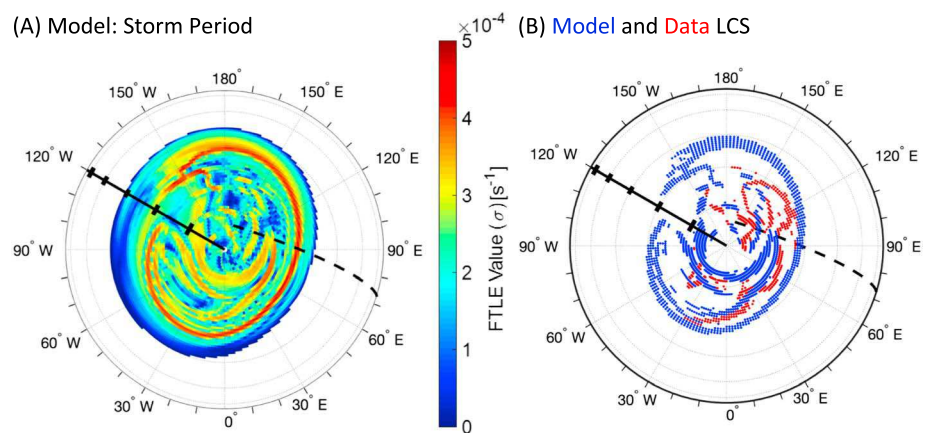 (A) Model: Storm Period
×10⁻⁴
(B) Model and Data LCS
180°
150° W
150° E
120° W
90° W
90° E
60° W
60° E
30° W
30° E
0°
5
4
3
2
1
0
FTLE Value (σ) [s⁻¹]
180°
150° W
150° E
120° W
90° W
90° E
60° W
60° E
30° W
30° E
0°